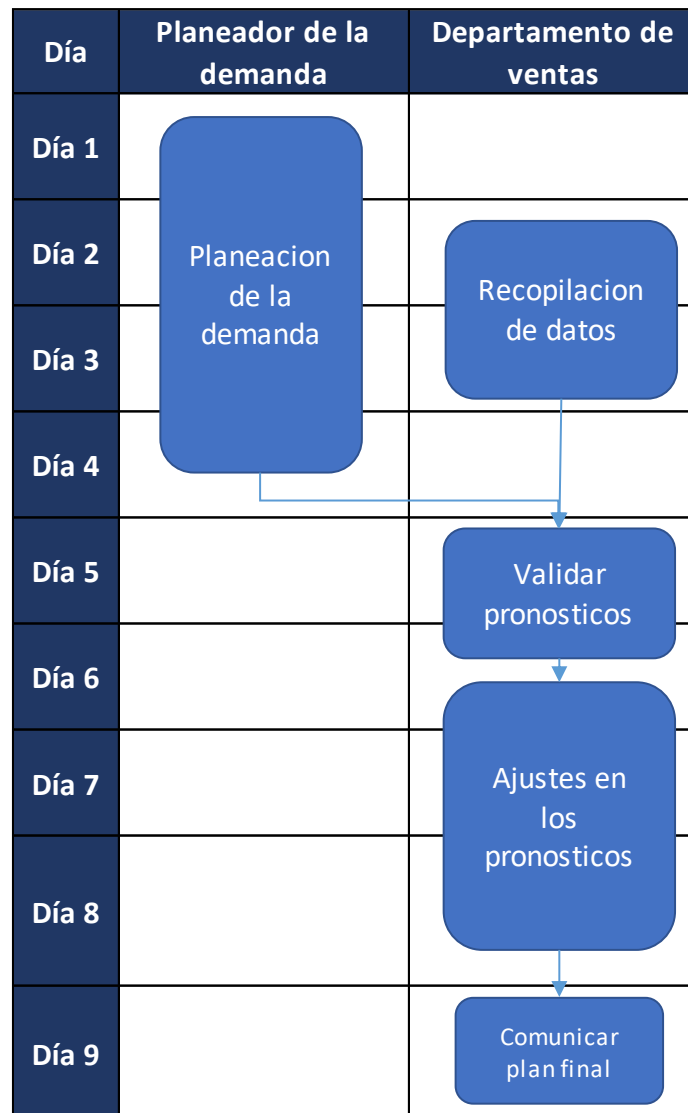 Día
Planeador de la
demanda
Departamento de
ventas
Día 1
Día 2
Día 3
Día 4
Día 5
Día 6
Día 7
Día 8
Día 9
Planeacion
de la
demanda
Recopilacion
de datos
Validar
pronosticos
Ajustes en
los
pronosticos
Comunicar
plan final